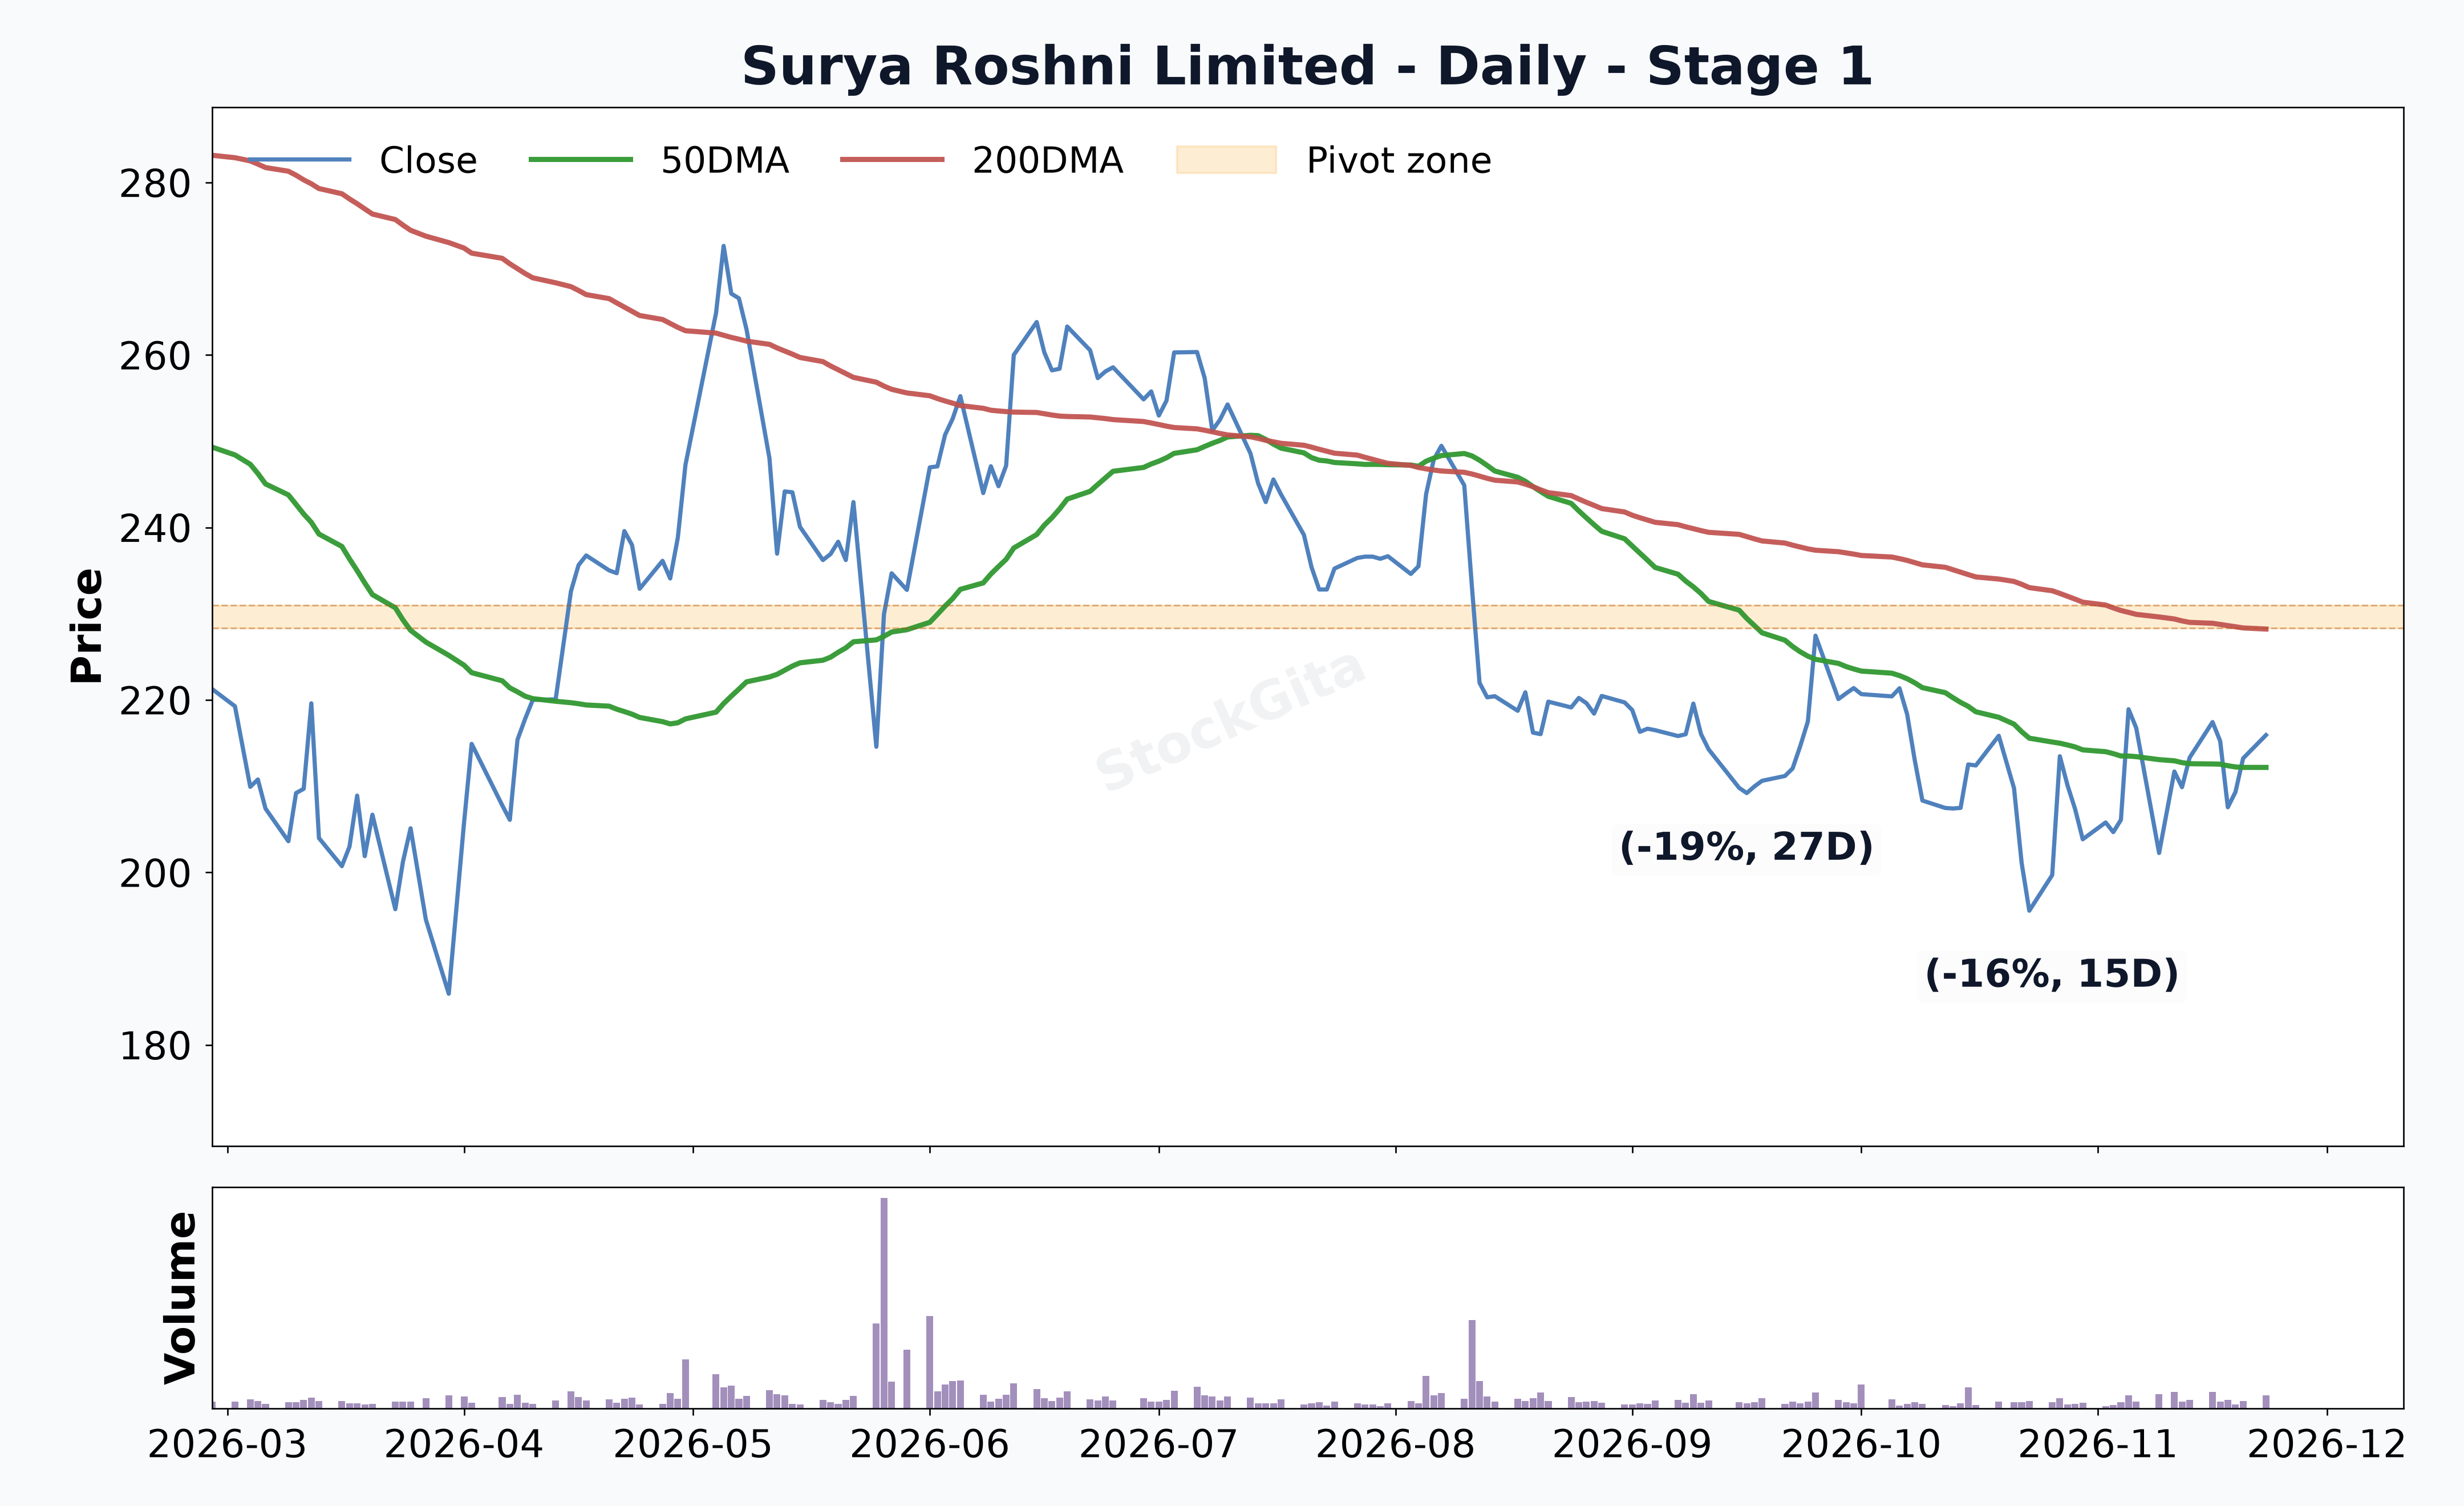 Surya Roshni Limited - Daily - Stage 1
Close 50DMA 200DMA Pivot zone
280
260
240
220
200
180
Price
StockGita
(-19%, 27D)
(-16%, 15D)
Volume
2026-03 2026-04 2026-05 2026-06 2026-07 2026-08 2026-09 2026-10 2026-11 2026-12